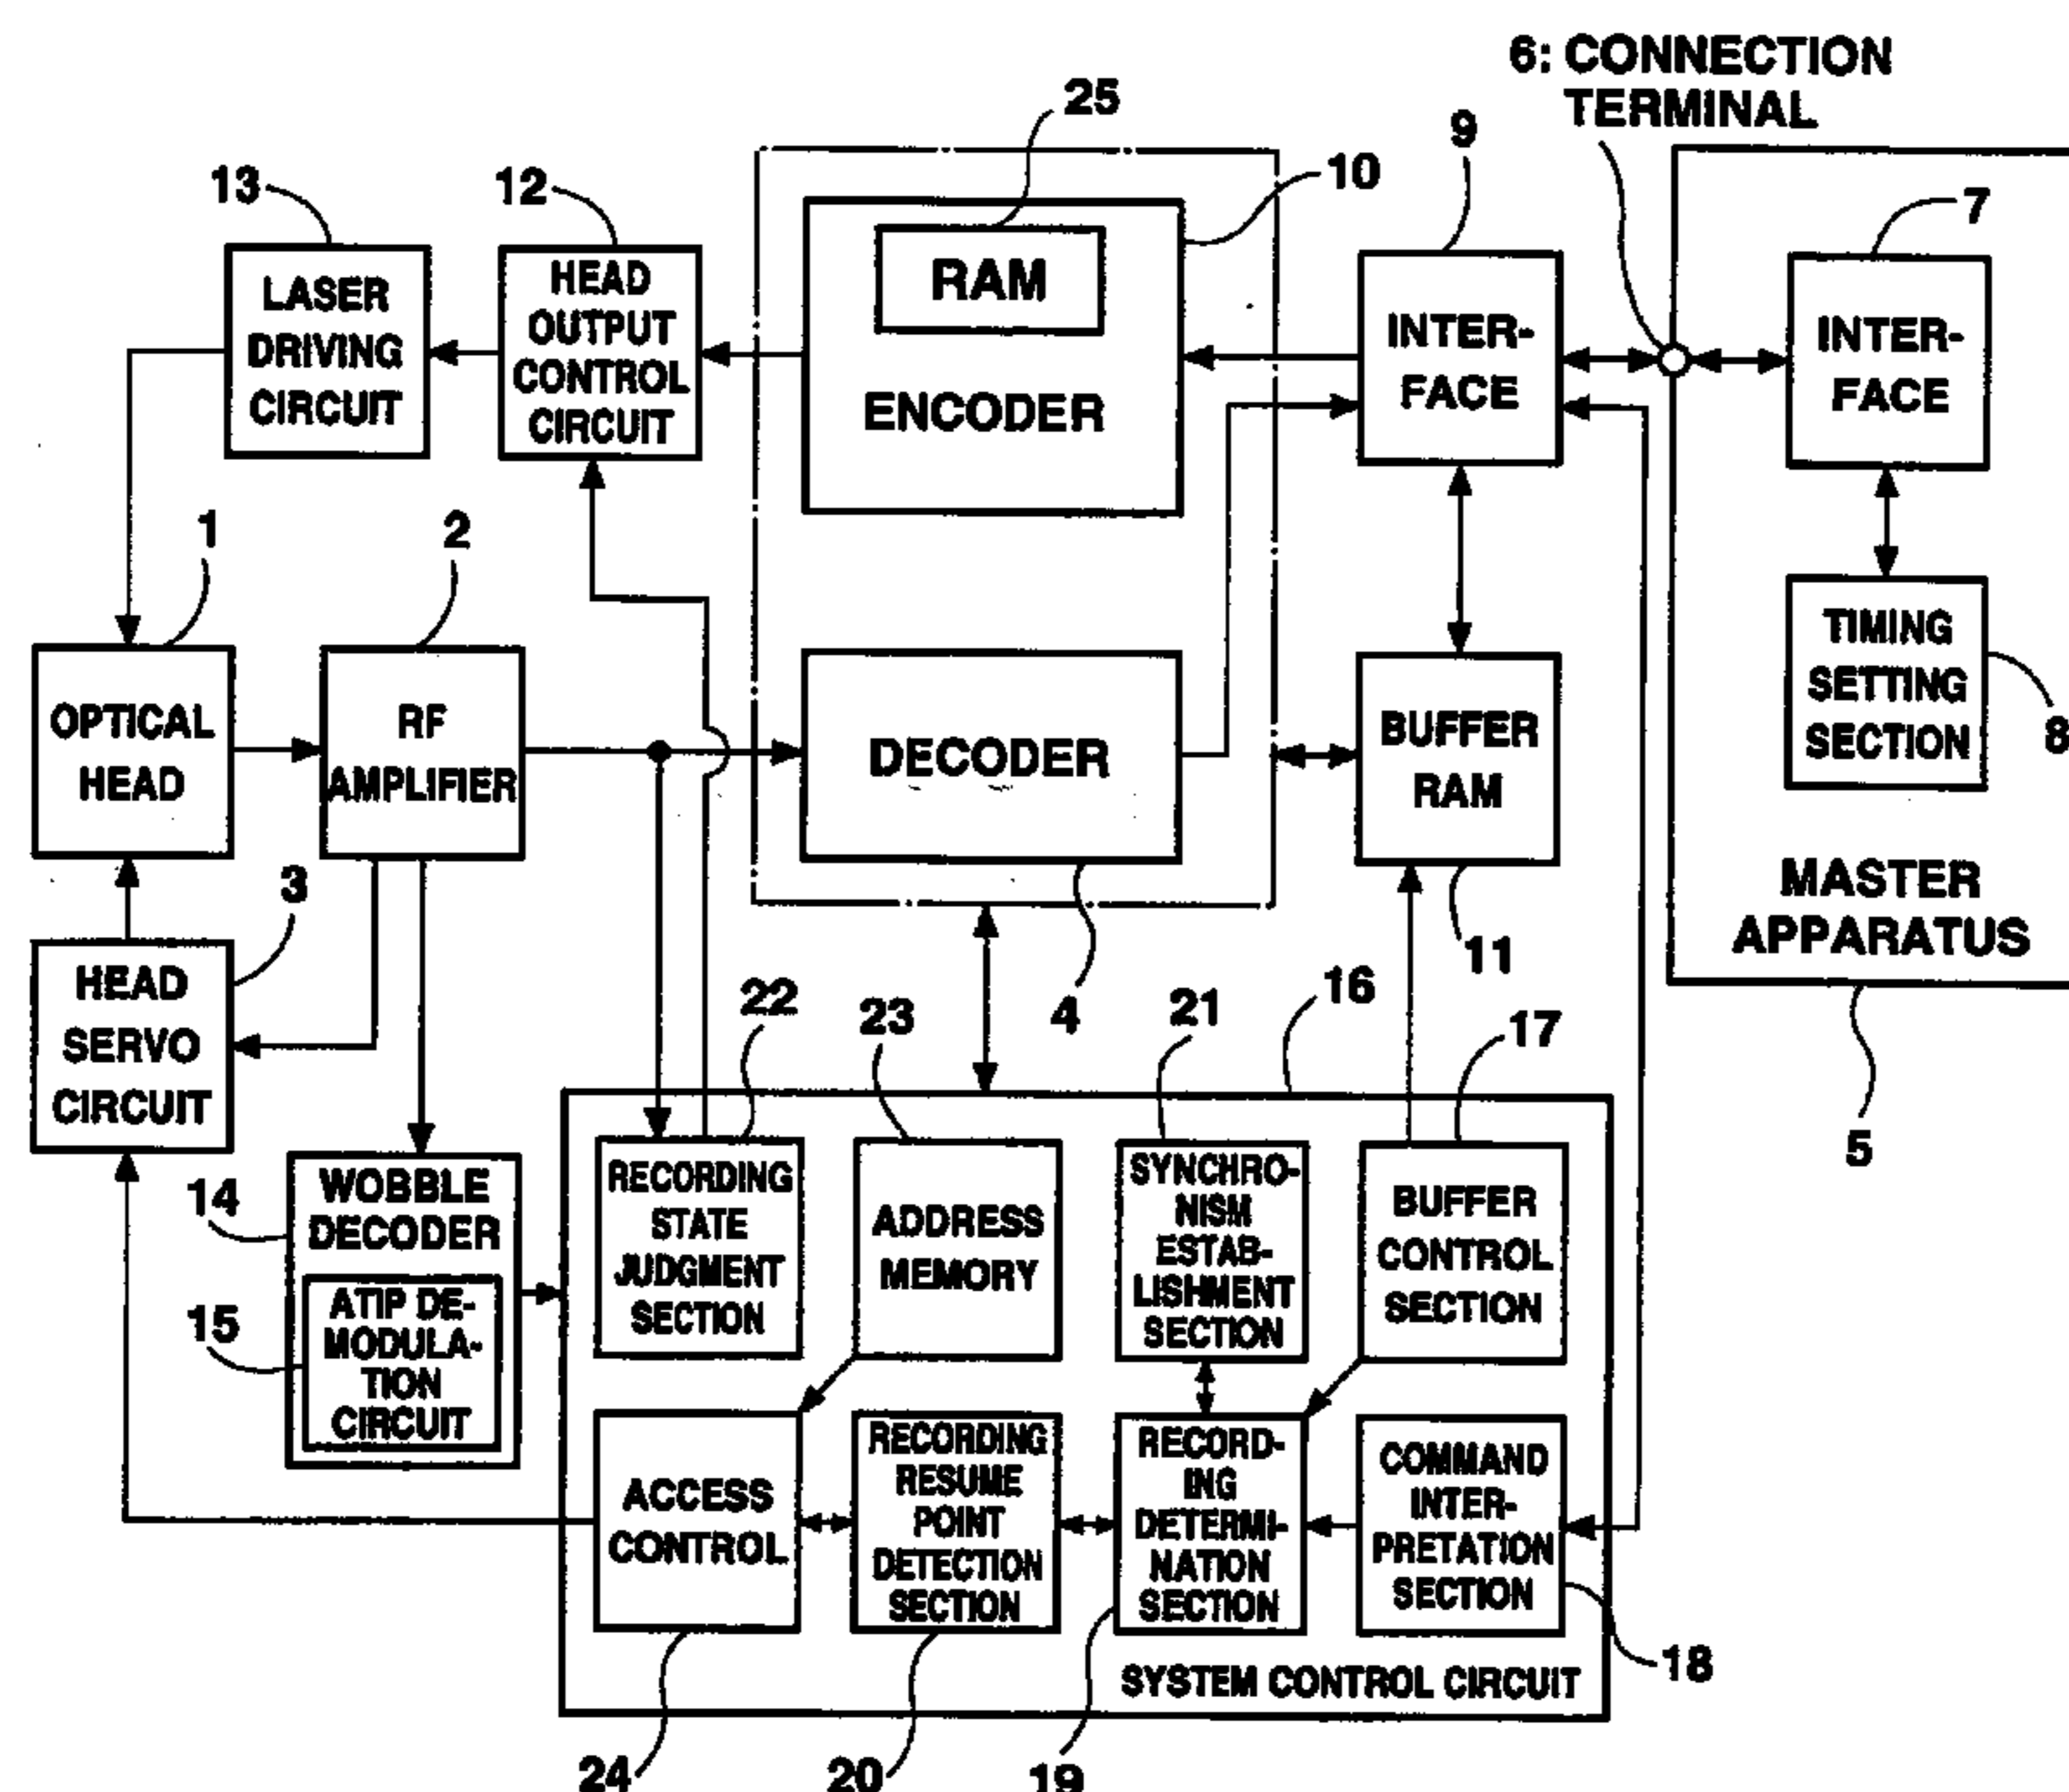 6: CONNECTION
TERMINAL
25
9
13
12
10
7
LASER
DRIVING
CIRCUIT
HEAD
OUTPUT
CONTROL
CIRCUIT
RAM
ENCODER
INTER-
FACE
INTER-
FACE
1
2
OPTICAL
HEAD
RF
AMPLIFIER
DECODER
BUFFER
RAM
TIMING
SETTING
SECTION
8
MASTER
APPARATUS
3
4
11
5
HEAD
SERVO
CIRCUIT
22
23
21
16
17
14
WOBBLE
DECODER
15
ATIP DE-
MODULA-
TION
CIRCUIT
RECORDING
STATE
JUDGMENT
SECTION
ADDRESS
MEMORY
SYNCHRO-
NISM
ESTAB-
LISHMENT
SECTION
BUFFER
CONTROL
SECTION
ACCESS
CONTROL
RECORDING
RESUME
POINT
DETECTION
SECTION
RECORD-
ING
DETERMI-
NATION
SECTION
COMMAND
INTER-
PRETATION
SECTION
SYSTEM CONTROL CIRCUIT
18
24
20
19